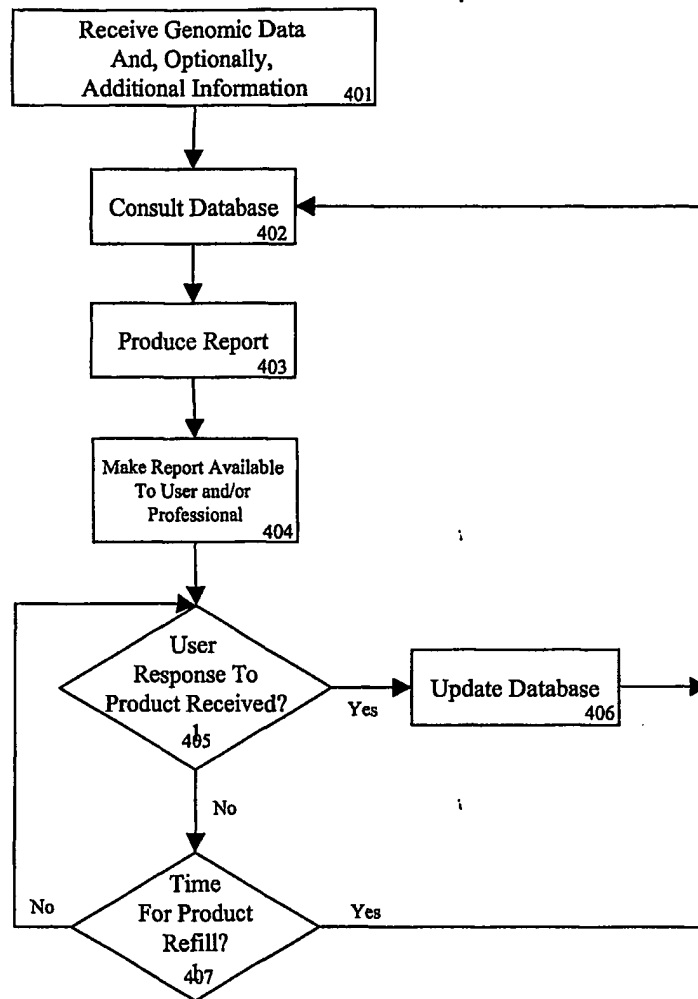 Receive Genomic Data
And, Optionally,
Additional Information
401
Consult Database
402
Produce Report
403
Make Report Available
To User and/or
Professional
404
User
Response To
Product Received?
405
Yes
Update Database
406
No
Time
For Product
Refill?
407
No
Yes